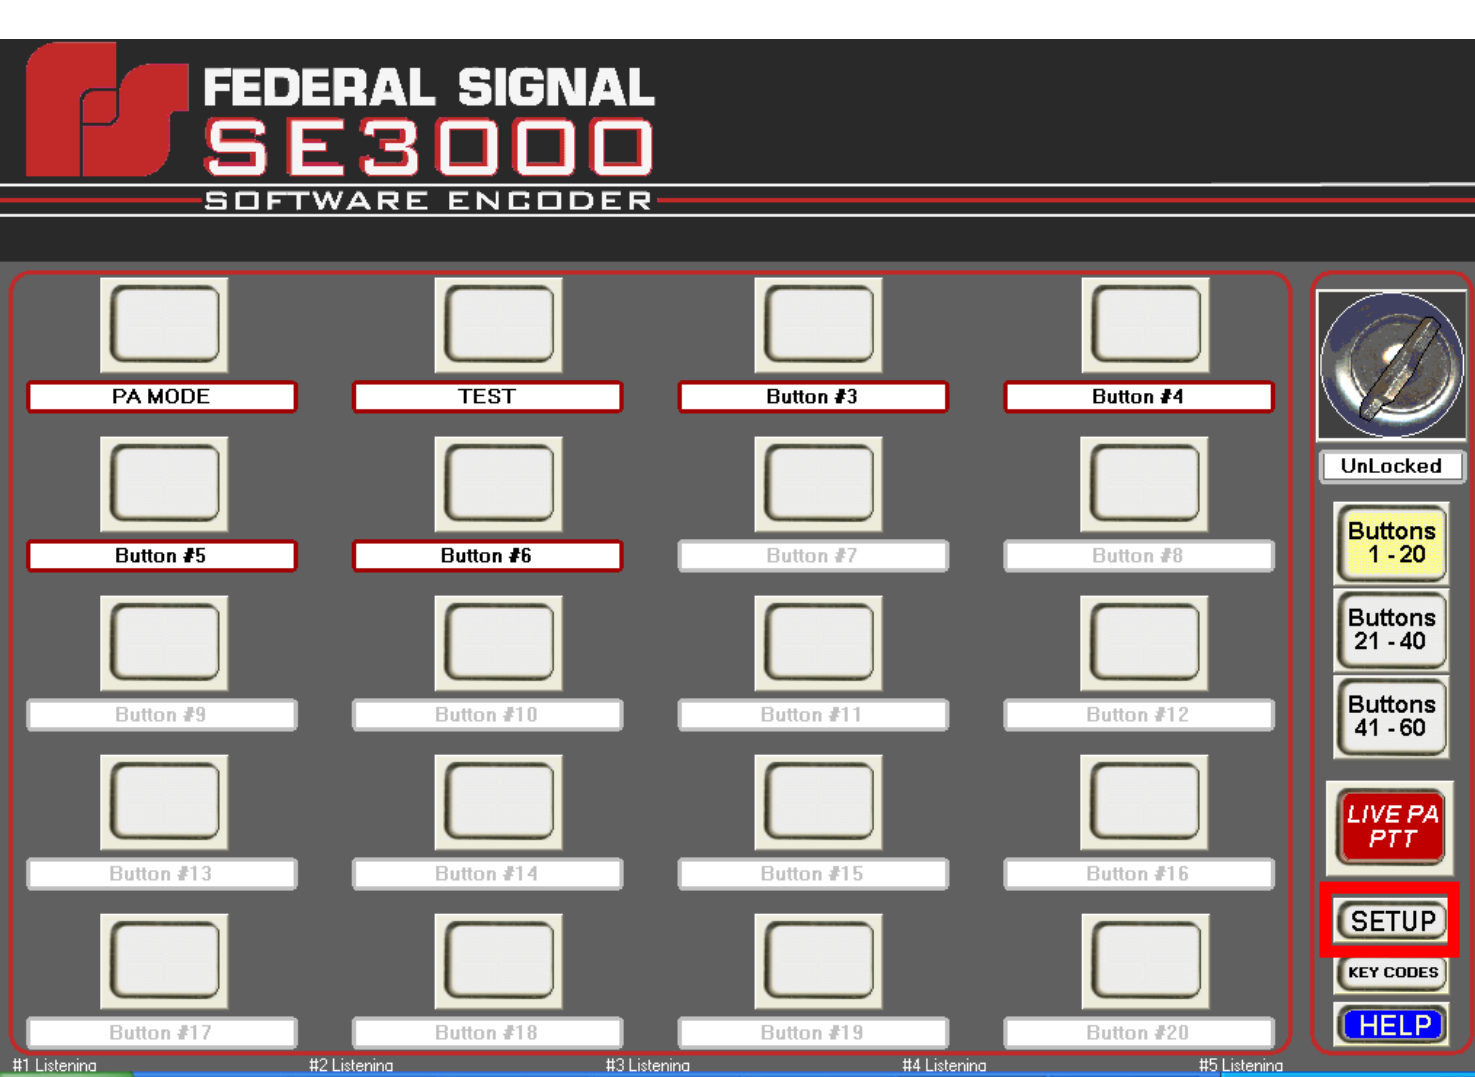 FEDERAL SIGNAL
SE3000
SOFTWARE ENCODER
PA MODE
TEST
Button #3
Button #4
Button #5
Button #6
Button #7
Button #8
Button #9
Button #10
Button #11
Button #12
Button #13
Button #14
Button #15
Button #16
Button #17
Button #18
Button #19
Button #20
UnLocked
Buttons
1 - 20
Buttons
21 - 40
Buttons
41 - 60
LIVE PA
PTT
SETUP
KEY CODES
HELP
#1 Listening
#2 Listening
#3 Listening
#4 Listening
#5 Listening